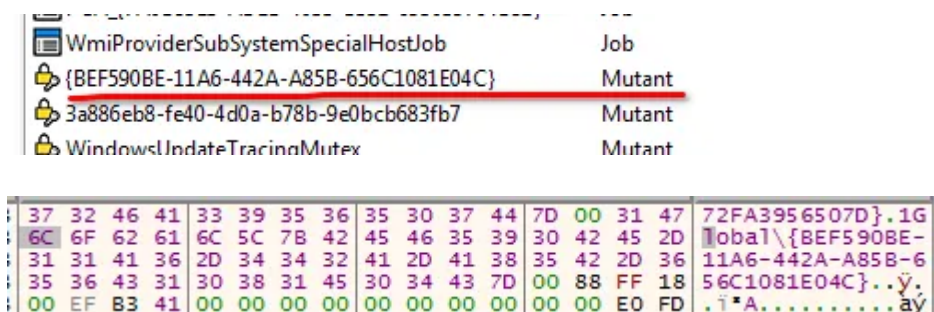 WmiProviderSubSystemSpecialHostJob Job
{BEF590BE-11A6-442A-A85B-656C1081E04C} Mutant
3a886eb8-fe40-4d0a-b78b-9e0bcb683fb7 Mutant
WindowsUpdateTracingMutex Mutant
37 32 46 41 33 39 35 36 35 30 37 44 7D 00 31 47 72FA3956507D}.1G
6C 6F 62 61 6C 5C 7B 42 45 46 35 39 30 42 45 2D lobal\{BEF590BE-
31 31 41 36 2D 34 34 32 41 2D 41 38 35 42 2D 36 11A6-442A-A85B-6
35 36 43 31 30 38 31 45 30 34 43 7D 00 88 FF 18 56C1081E04C}..ÿ.
00 EF B3 41 00 00 00 00 00 00 00 00 00 00 E0 FD .ï³A..........àý